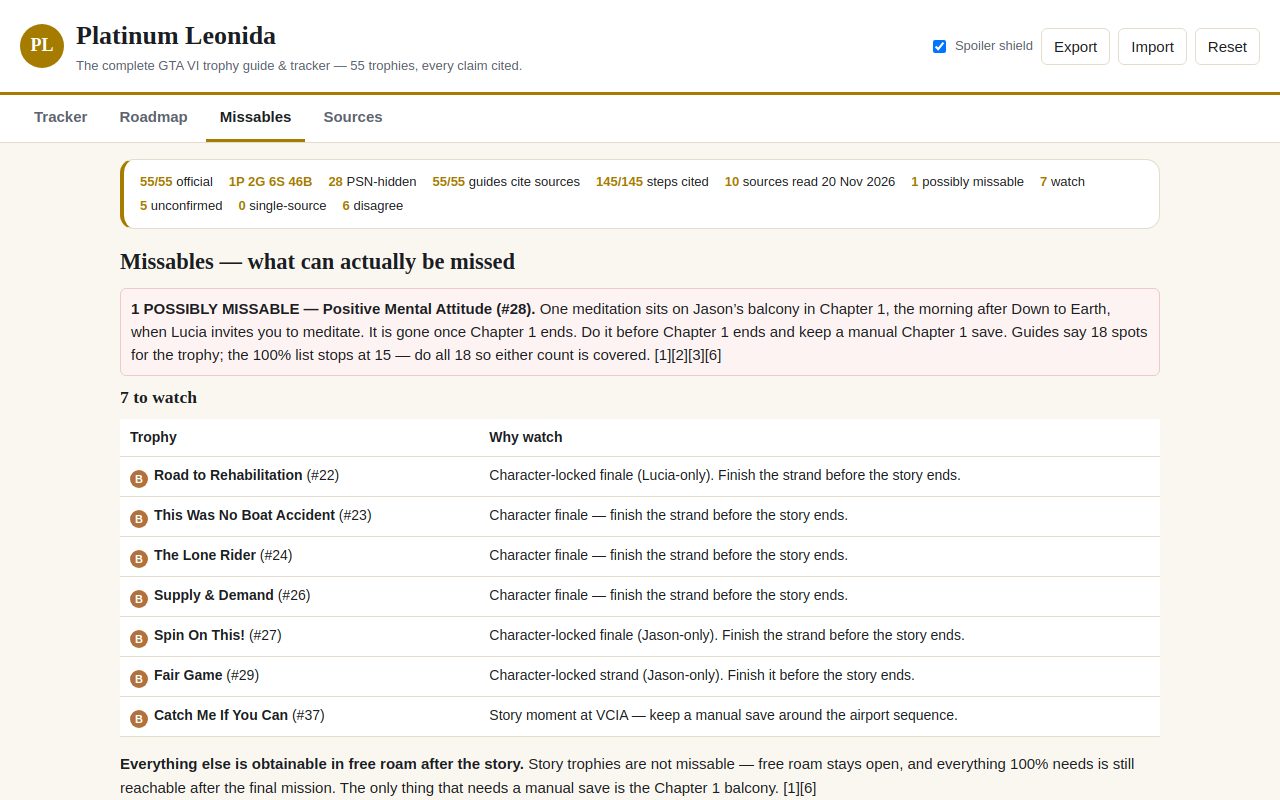 PL
Platinum Leonida
The complete GTA VI trophy guide & tracker — 55 trophies, every claim cited.
Spoiler shield
Export
Import
Reset
Tracker
Roadmap
Missables
Sources
55/55 official 1P 2G 6S 46B 28 PSN-hidden 55/55 guides cite sources 145/145 steps cited 10 sources read 20 Nov 2026 1 possibly missable 7 watch
5 unconfirmed 0 single-source 6 disagree
Missables — what can actually be missed
1 POSSIBLY MISSABLE — Positive Mental Attitude (#28). One meditation sits on Jason’s balcony in Chapter 1, the morning after Down to Earth,
when Lucia invites you to meditate. It is gone once Chapter 1 ends. Do it before Chapter 1 ends and keep a manual Chapter 1 save. Guides say 18 spots
for the trophy; the 100% list stops at 15 — do all 18 so either count is covered. [1][2][3][6]
7 to watch
Trophy Why watch
B Road to Rehabilitation (#22) Character-locked finale (Lucia-only). Finish the strand before the story ends.
B This Was No Boat Accident (#23) Character finale — finish the strand before the story ends.
B The Lone Rider (#24) Character finale — finish the strand before the story ends.
B Supply & Demand (#26) Character finale — finish the strand before the story ends.
B Spin On This! (#27) Character-locked finale (Jason-only). Finish the strand before the story ends.
B Fair Game (#29) Character-locked strand (Jason-only). Finish it before the story ends.
B Catch Me If You Can (#37) Story moment at VCIA — keep a manual save around the airport sequence.
Everything else is obtainable in free roam after the story. Story trophies are not missable — free roam stays open, and everything 100% needs is still
reachable after the final mission. The only thing that needs a manual save is the Chapter 1 balcony. [1][6]